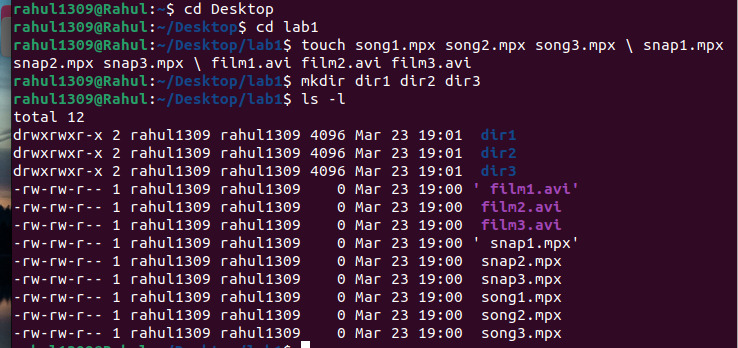 rahul1309@Rahul:~$ cd Desktop
rahul1309@Rahul:~/Desktop$ cd lab1
rahul1309@Rahul:~/Desktop/lab1$ touch song1.mpx song2.mpx song3.mpx \ snap1.mpx
snap2.mpx snap3.mpx \ film1.avi film2.avi film3.avi
rahul1309@Rahul:~/Desktop/lab1$ mkdir dir1 dir2 dir3
rahul1309@Rahul:~/Desktop/lab1$ ls -l
total 12
drwxrwxr-x 2 rahul1309 rahul1309 4096 Mar 23 19:01  dir1
drwxrwxr-x 2 rahul1309 rahul1309 4096 Mar 23 19:01  dir2
drwxrwxr-x 2 rahul1309 rahul1309 4096 Mar 23 19:01  dir3
-rw-rw-r-- 1 rahul1309 rahul1309    0 Mar 23 19:00 ' film1.avi'
-rw-rw-r-- 1 rahul1309 rahul1309    0 Mar 23 19:00  film2.avi
-rw-rw-r-- 1 rahul1309 rahul1309    0 Mar 23 19:00  film3.avi
-rw-rw-r-- 1 rahul1309 rahul1309    0 Mar 23 19:00 ' snap1.mpx'
-rw-rw-r-- 1 rahul1309 rahul1309    0 Mar 23 19:00  snap2.mpx
-rw-rw-r-- 1 rahul1309 rahul1309    0 Mar 23 19:00  snap3.mpx
-rw-rw-r-- 1 rahul1309 rahul1309    0 Mar 23 19:00  song1.mpx
-rw-rw-r-- 1 rahul1309 rahul1309    0 Mar 23 19:00  song2.mpx
-rw-rw-r-- 1 rahul1309 rahul1309    0 Mar 23 19:00  song3.mpx
rahul1309@Rahul:~/Desktop/lab1$